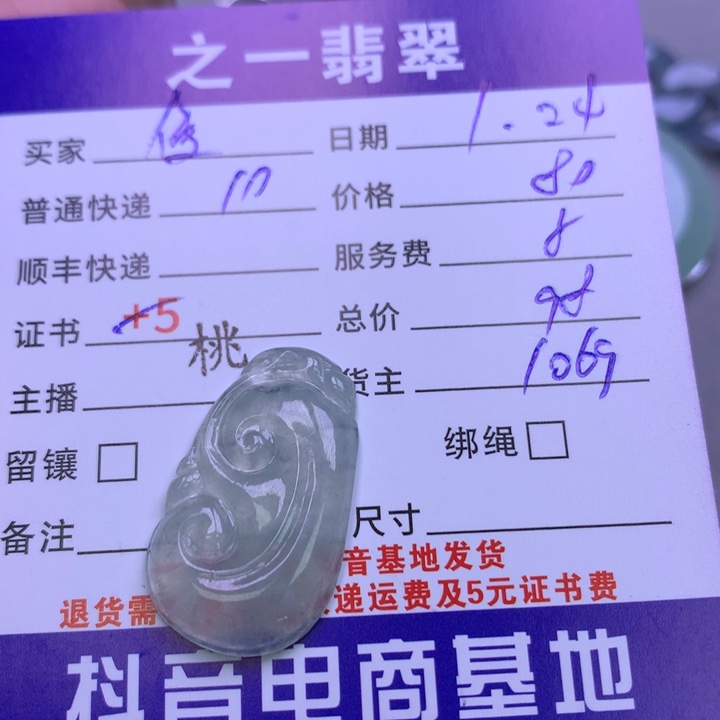 之一翡翠
买家 日期 1.24
普通快递 10 价格 80
顺丰快递 服务费 8
证书 +5 总价 98
桃
主播 货主 1069
留镶 绑绳
备注 尺寸
音基地发货
退货需 递运费及5元证书费
抖音电商基地